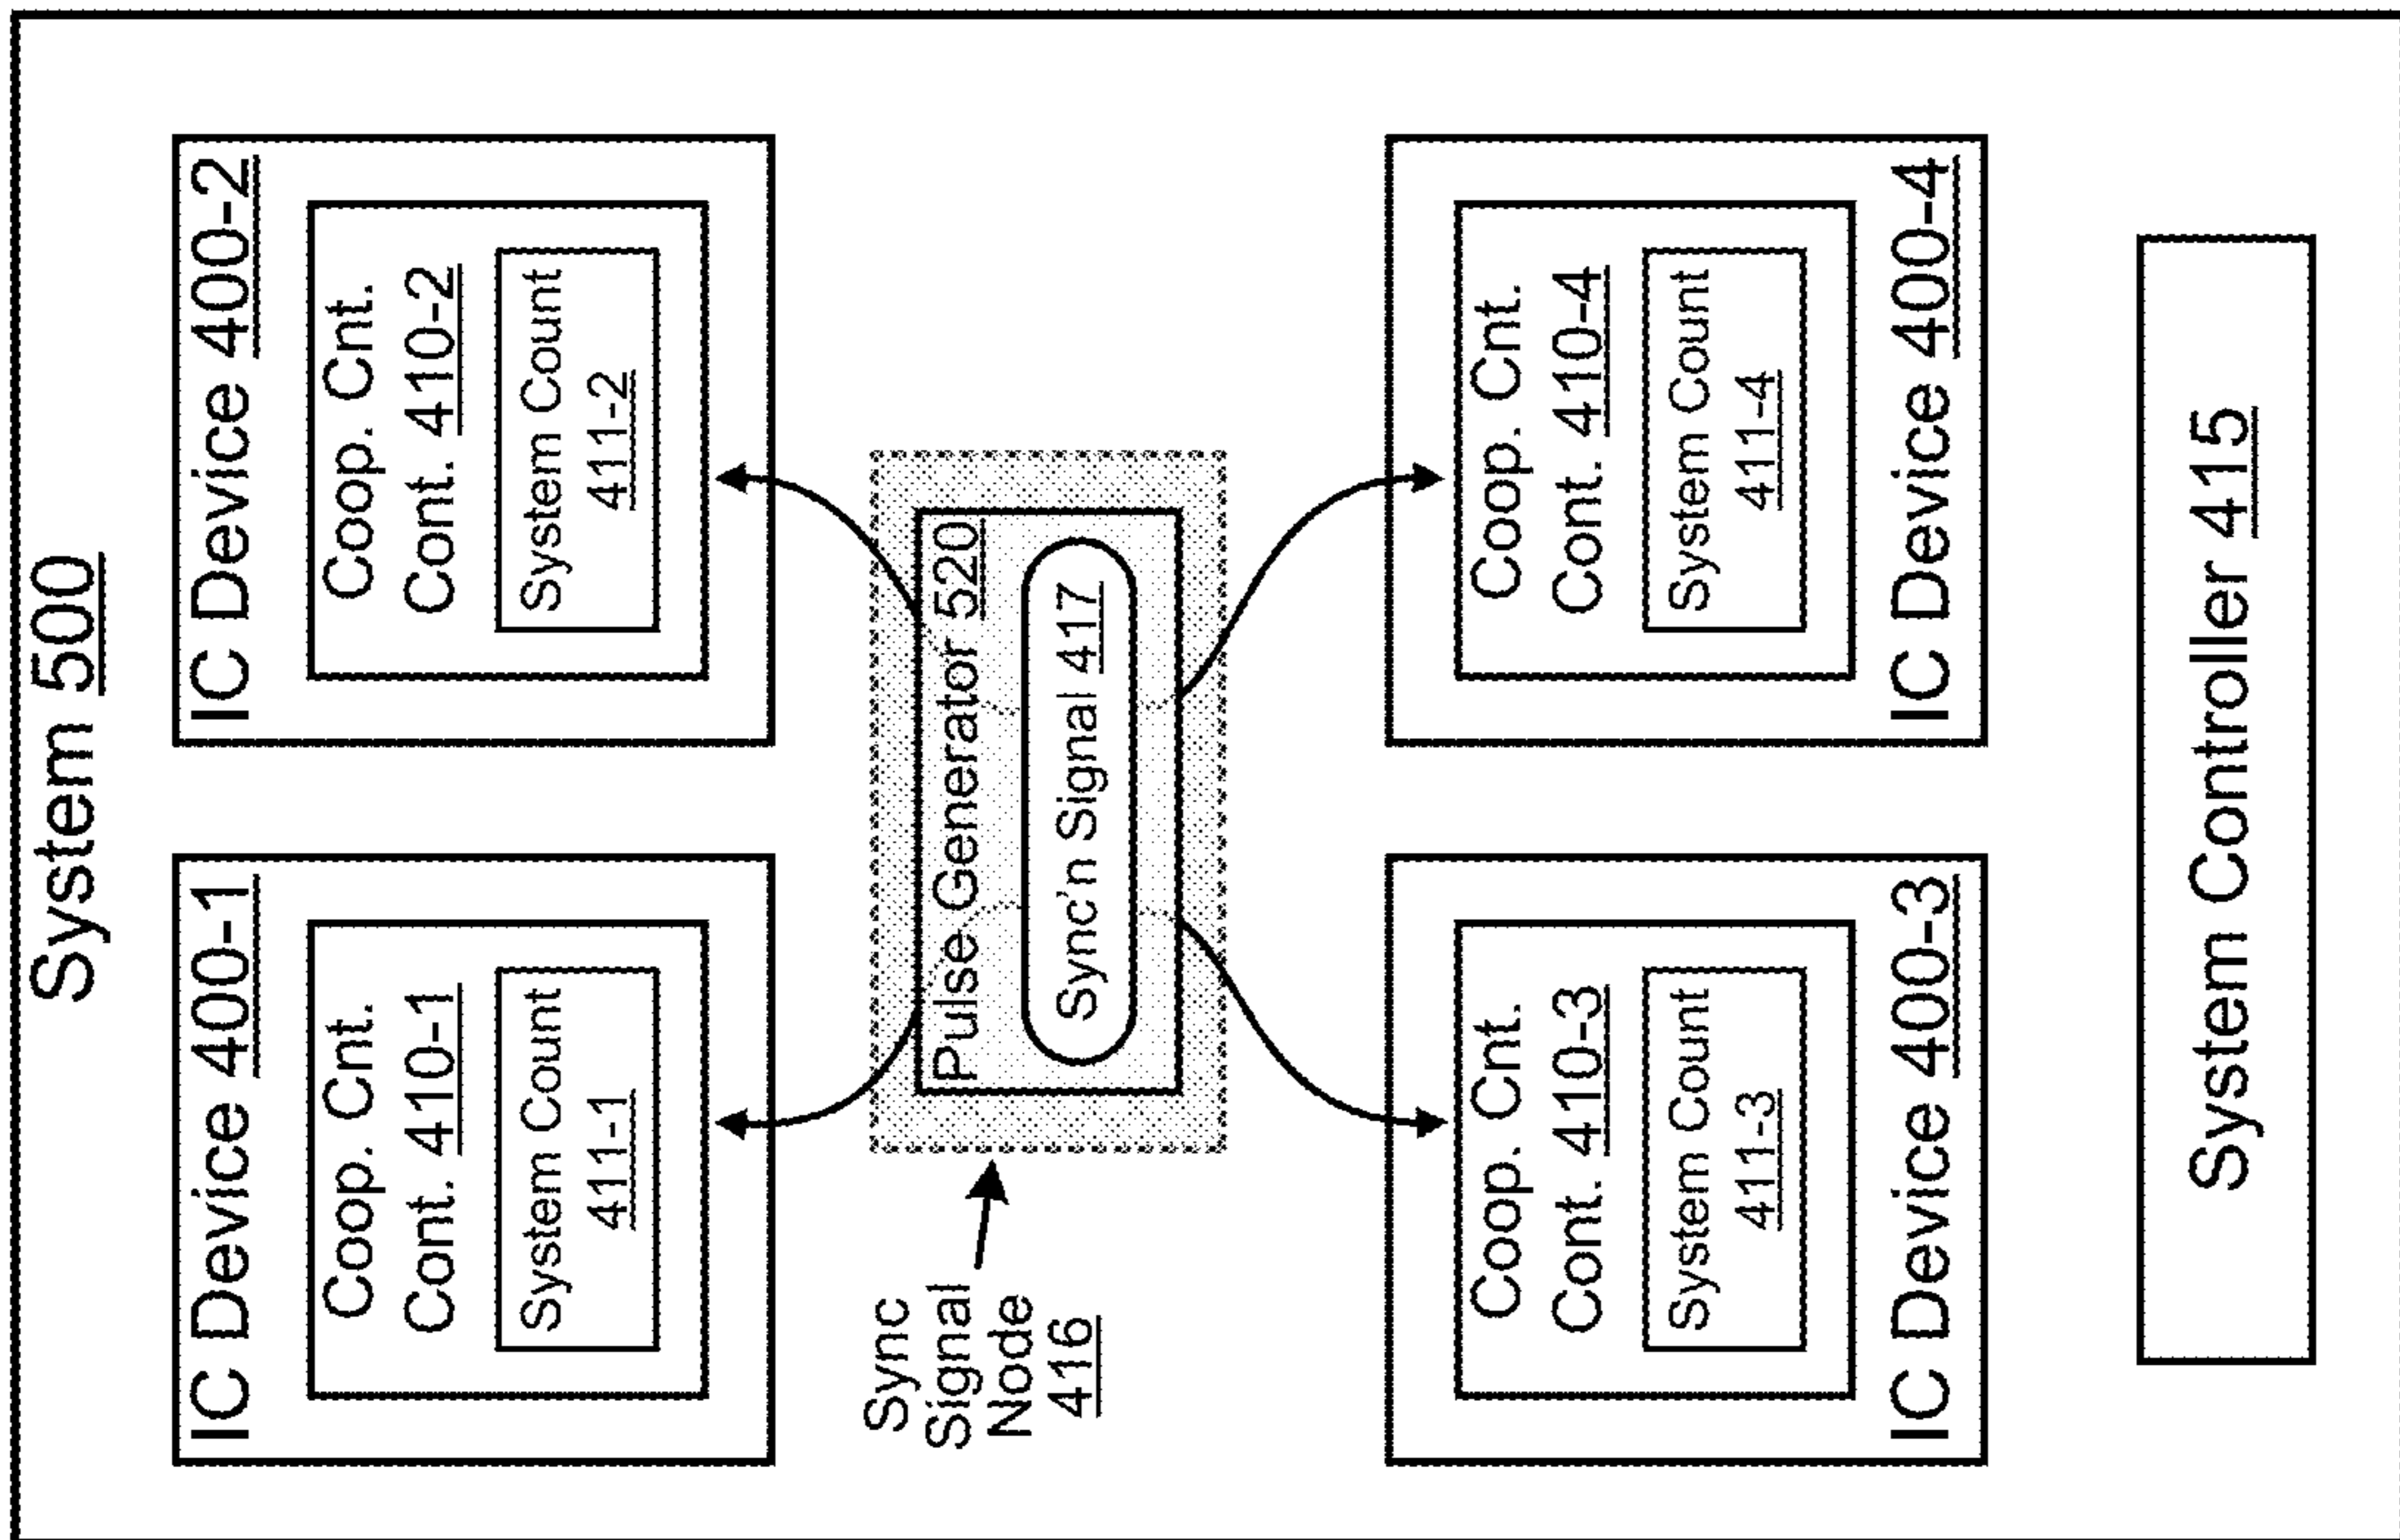 System 500
IC Device 400-1
Coop. Cnt.
Cont. 410-1
System Count
411-1
IC Device 400-2
Coop. Cnt.
Cont. 410-2
System Count
411-2
Sync
Signal
Node
416
Pulse Generator 520
Sync'n Signal 417
Coop. Cnt.
Cont. 410-3
System Count
411-3
IC Device 400-3
Coop. Cnt.
Cont. 410-4
System Count
411-4
IC Device 400-4
System Controller 415